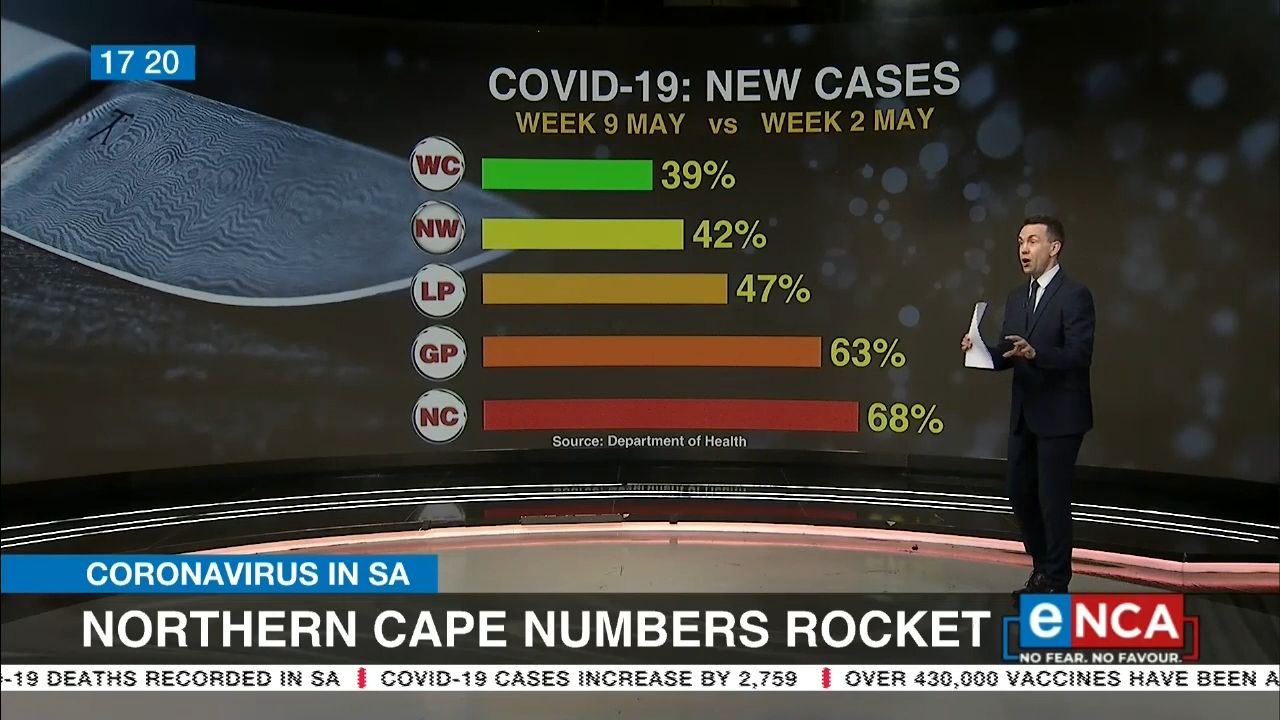 17 20
COVID-19: NEW CASES
WEEK 9 MAY vs WEEK 2 MAY
WC 39%
NW 42%
LP 47%
GP 63%
NC 68%
Source: Department of Health
CORONAVIRUS IN SA
NORTHERN CAPE NUMBERS ROCKET
eNCA
NO FEAR. NO FAVOUR.
-19 DEATHS RECORDED IN SA COVID-19 CASES INCREASE BY 2,759 OVER 430,000 VACCINES HAVE BEEN A